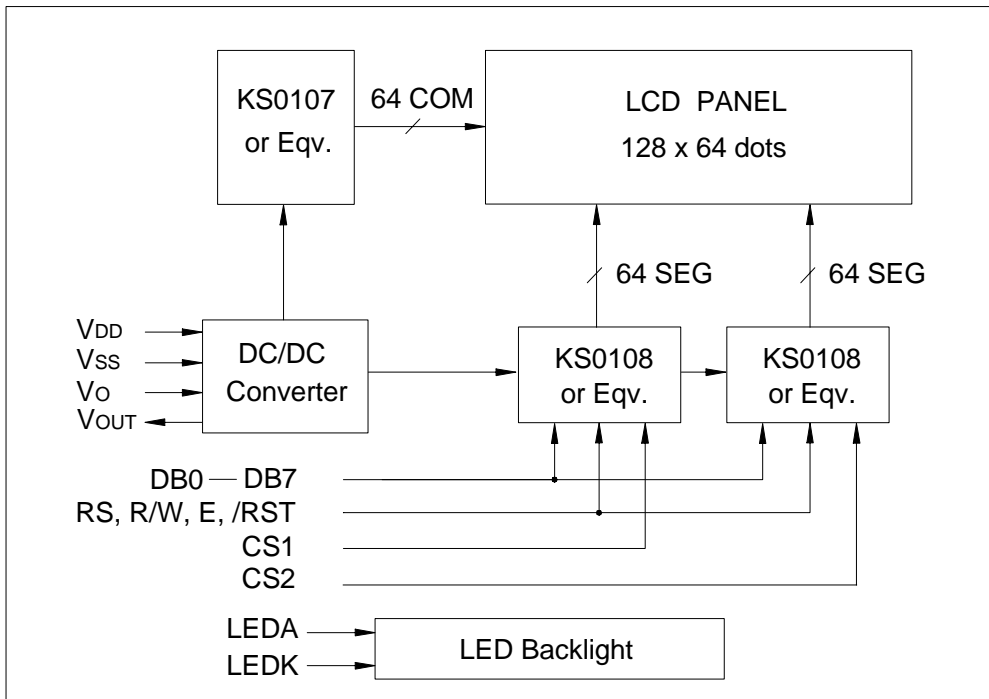 KS0107
or Eqv.
64 COM
LCD PANEL
128 x 64 dots
64 SEG
64 SEG
VDD
VSS
VO
VOUT
DC/DC
Converter
KS0108
or Eqv.
KS0108
or Eqv.
DB0 — DB7
RS, R/W, E, /RST
CS1
CS2
LEDA
LEDK
LED Backlight